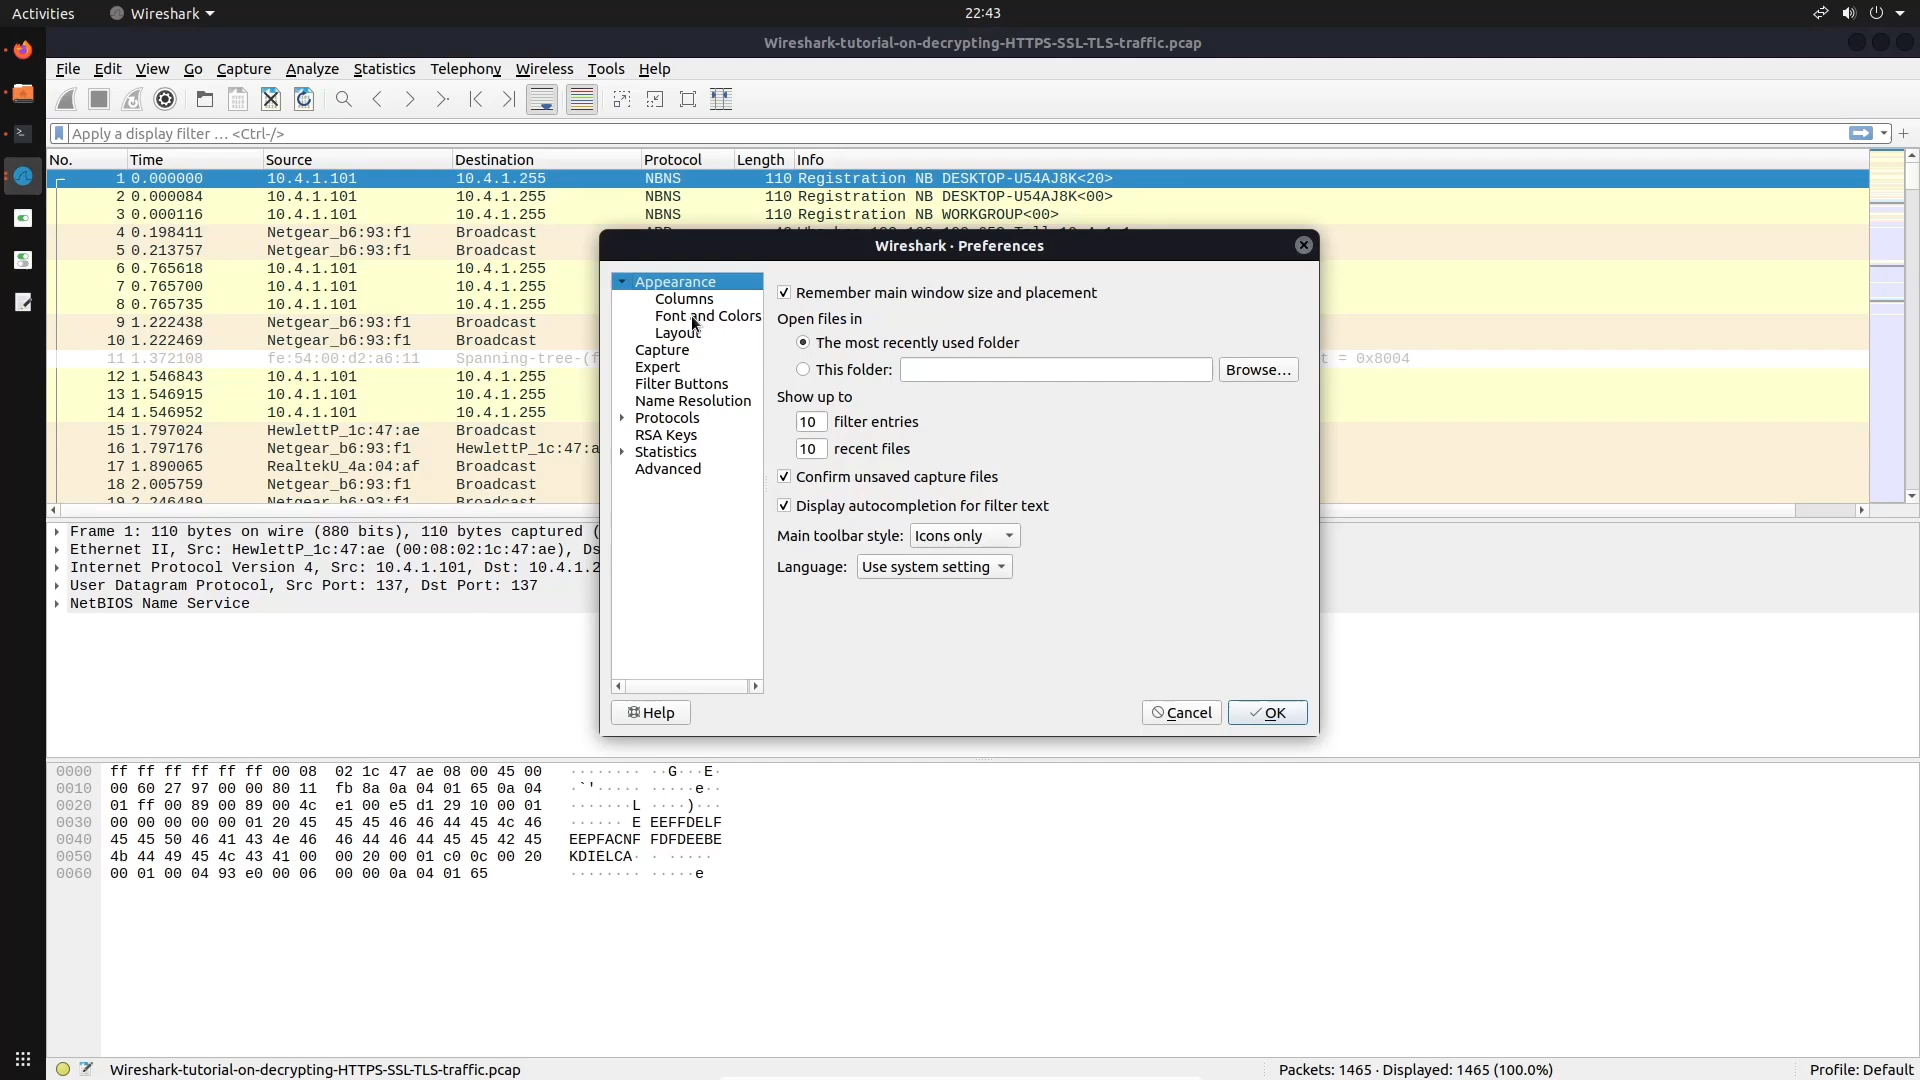 Activities Wireshark 22:43
Wireshark-tutorial-on-decrypting-HTTPS-SSL-TLS-traffic.pcap
File Edit View Go Capture Analyze Statistics Telephony Wireless Tools Help
Apply a display filter … <Ctrl-/>
No. Time Source Destination Protocol Length Info
1 0.000000 10.4.1.101 10.4.1.255 NBNS 110 Registration NB DESKTOP-U54AJ8K<20>
2 0.000084 10.4.1.101 10.4.1.255 NBNS 110 Registration NB DESKTOP-U54AJ8K<00>
3 0.000116 10.4.1.101 10.4.1.255 NBNS 110 Registration NB WORKGROUP<00>
4 0.198411 Netgear_b6:93:f1 Broadcast
5 0.213757 Netgear_b6:93:f1 Broadcast
6 0.765618 10.4.1.101 10.4.1.255
7 0.765700 10.4.1.101 10.4.1.255
8 0.765735 10.4.1.101 10.4.1.255
9 1.222438 Netgear_b6:93:f1 Broadcast
10 1.222469 Netgear_b6:93:f1 Broadcast
11 1.372108 fe:54:00:d2:a6:11 Spanning-tree-(f t = 0x8004
12 1.546843 10.4.1.101 10.4.1.255
13 1.546915 10.4.1.101 10.4.1.255
14 1.546952 10.4.1.101 10.4.1.255
15 1.797024 HewlettP_1c:47:ae Broadcast
16 1.797176 Netgear_b6:93:f1 HewlettP_1c:47:a
17 1.890065 RealtekU_4a:04:af Broadcast
18 2.005759 Netgear_b6:93:f1 Broadcast
19 2.246489 Netgear_b6:93:f1 Broadcast
Wireshark · Preferences
Appearance
Columns
Font and Colors
Layout
Capture
Expert
Filter Buttons
Name Resolution
Protocols
RSA Keys
Statistics
Advanced
Remember main window size and placement
Open files in
The most recently used folder
This folder: Browse…
Show up to
10 filter entries
10 recent files
Confirm unsaved capture files
Display autocompletion for filter text
Main toolbar style: Icons only
Language: Use system setting
Help Cancel OK
Frame 1: 110 bytes on wire (880 bits), 110 bytes captured (
Ethernet II, Src: HewlettP_1c:47:ae (00:08:02:1c:47:ae), Ds
Internet Protocol Version 4, Src: 10.4.1.101, Dst: 10.4.1.2
User Datagram Protocol, Src Port: 137, Dst Port: 137
NetBIOS Name Service
0000 ff ff ff ff ff ff 00 08 02 1c 47 ae 08 00 45 00 ········ ··G···E·
0010 00 60 27 97 00 00 80 11 fb 8a 0a 04 01 65 0a 04 ·`'····· ·····e··
0020 01 ff 00 89 00 89 00 4c e1 00 e5 d1 29 10 00 01 ·······L ····)···
0030 00 00 00 00 00 01 20 45 45 45 46 46 44 45 4c 46 ······ E EEFFDELF
0040 45 45 50 46 41 43 4e 46 46 44 46 44 45 45 42 45 EEPFACNF FDFDEEBE
0050 4b 44 49 45 4c 43 41 00 00 20 00 01 c0 0c 00 20 KDIELCA· · ·····
0060 00 01 00 04 93 e0 00 06 00 00 0a 04 01 65 ········ ·····e
Wireshark-tutorial-on-decrypting-HTTPS-SSL-TLS-traffic.pcap Packets: 1465 · Displayed: 1465 (100.0%) Profile: Default